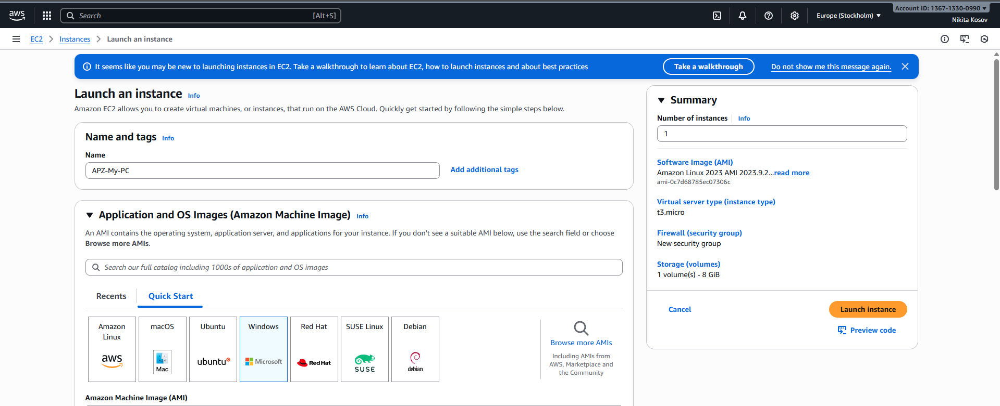 aws
Search
[Alt+S]
Europe (Stockholm)
Account ID: 1367-1330-0990
Nikita Kosov
EC2
Instances
Launch an instance
It seems like you may be new to launching instances in EC2. Take a walkthrough to learn about EC2, how to launch instances and about best practices
Take a walkthrough
Do not show me this message again.
Launch an instance Info
Amazon EC2 allows you to create virtual machines, or instances, that run on the AWS Cloud. Quickly get started by following the simple steps below.
Name and tags Info
Name
APZ-My-PC
Add additional tags
Application and OS Images (Amazon Machine Image) Info
An AMI contains the operating system, application server, and applications for your instance. If you don't see a suitable AMI below, use the search field or choose
Browse more AMIs.
Search our full catalog including 1000s of application and OS images
Recents
Quick Start
Amazon
Linux
aws
macOS
Mac
Ubuntu
ubuntu
Windows
Microsoft
Red Hat
Red Hat
SUSE Linux
SUSE
Debian
debian
Browse more AMIs
Including AMIs from
AWS, Marketplace and
the Community
Amazon Machine Image (AMI)
Summary
Number of instances Info
1
Software Image (AMI)
Amazon Linux 2023 AMI 2023.9.2...read more
ami-0c7d68785ec07306c
Virtual server type (instance type)
t3.micro
Firewall (security group)
New security group
Storage (volumes)
1 volume(s) - 8 GiB
Cancel
Launch instance
Preview code